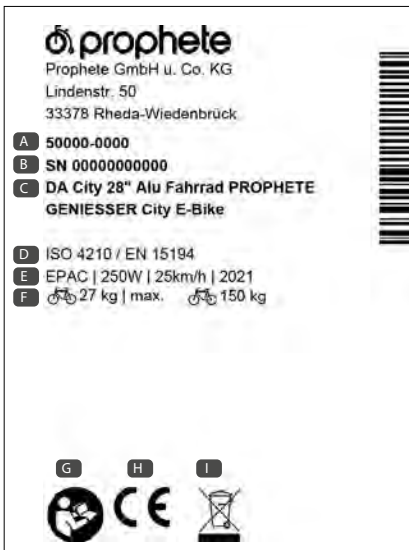 prophete
Prophete GmbH u. Co. KG
Lindenstr. 50
33378 Rheda-Wiedenbrück
A 50000-0000
B SN 00000000000
C DA City 28" Alu Fahrrad PROPHETE
GENIESSER City E-Bike
D ISO 4210 / EN 15194
E EPAC | 250W | 25km/h | 2021
F 27 kg | max. 150 kg
G H I
CE